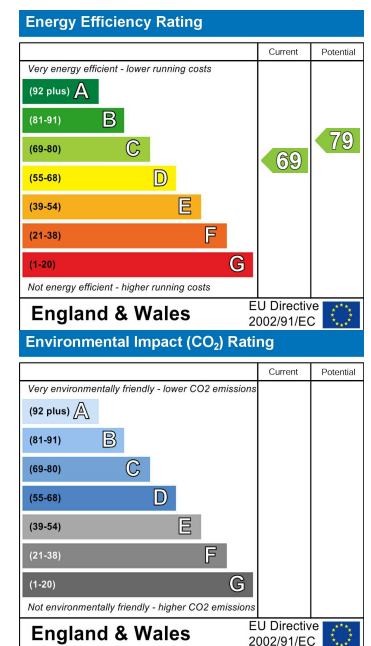 Energy Efficiency Rating
Current Potential
Very energy efficient - lower running costs
(92 plus) A
(81-91) B
(69-80) C
(55-68) D
(39-54) E
(21-38) F
(1-20) G
69
79
Not energy efficient - higher running costs
England & Wales
EU Directive
2002/91/EC
Environmental Impact (CO₂) Rating
Current Potential
Very environmentally friendly - lower CO2 emissions
(92 plus) A
(81-91) B
(69-80) C
(55-68) D
(39-54) E
(21-38) F
(1-20) G
Not environmentally friendly - higher CO2 emissions
England & Wales
EU Directive
2002/91/EC